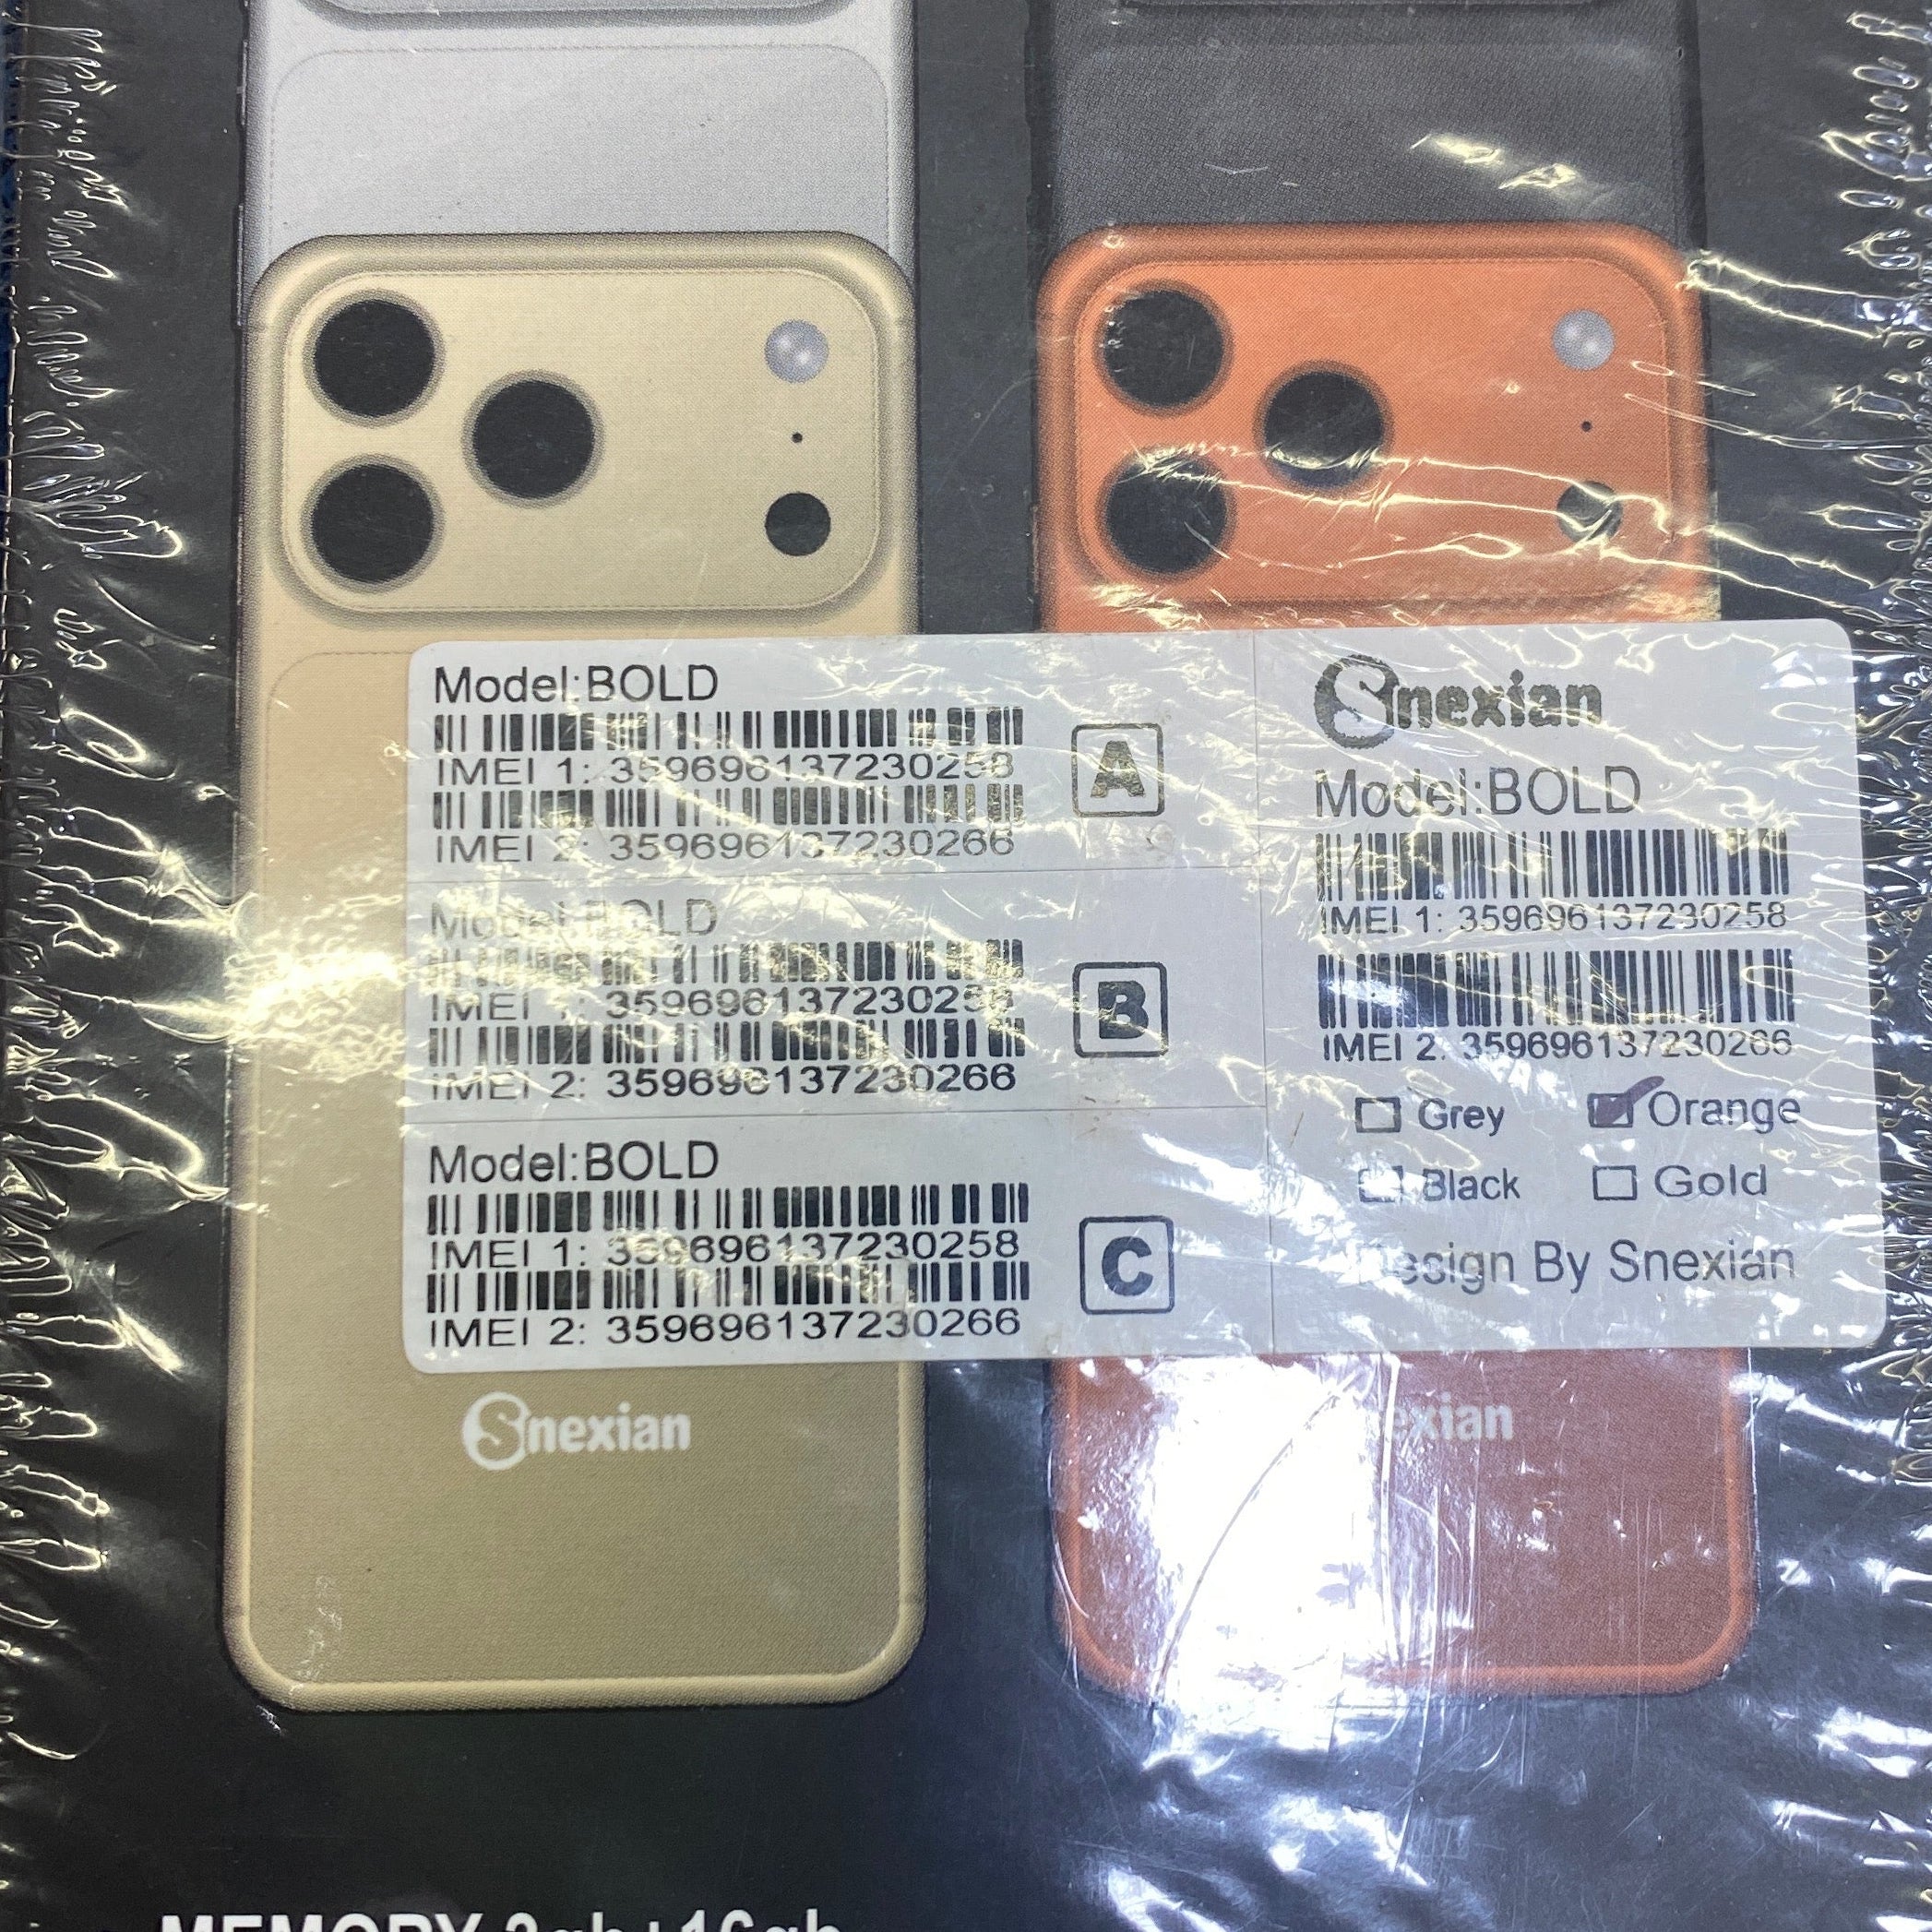 Model:BOLD
IMEI 1: 359696137230258
IMEI 2: 359696137230266
A
Model:BOLD
IMEI 1: 359696137230258
IMEI 2: 359696137230266
B
Model:BOLD
IMEI 1: 359696137230258
IMEI 2: 359696137230266
C
Snexian
Model:BOLD
IMEI 1: 359696137230258
IMEI 2: 359696137230266
Grey Orange
Black Gold
Design By Snexian
Snexian
Snexian
MEMORY